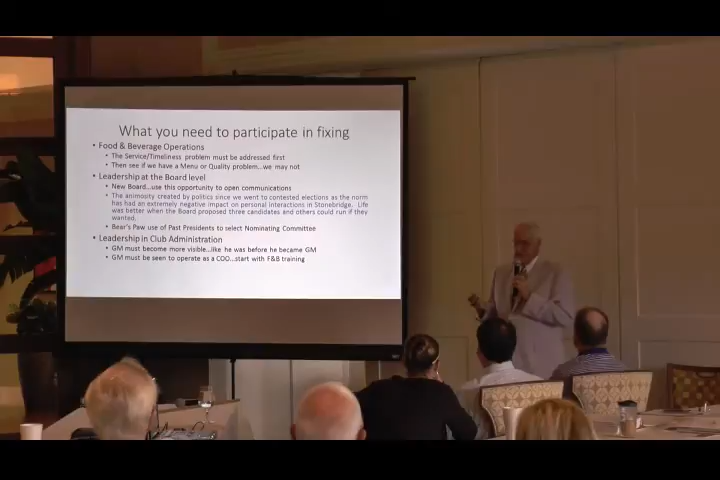 What you need to participate in fixing
• Food & Beverage Operations
• The Service/Timeliness problem must be addressed first
• Then see if we have a Menu or Quality problem...we may not
• Leadership at the Board level
• New Board...use this opportunity to open communications
• The animosity created by politics since we went to contested elections as the norm
has had an extremely negative impact on personal interactions in Stonebridge. Life
was better when the Board proposed three candidates and others could run if they
wanted.
• Bear's Paw use of Past Presidents to select Nominating Committee
• Leadership in Club Administration
• GM must become more visible...like he was before he became GM
• GM must be seen to operate as a COO...start with F&B training